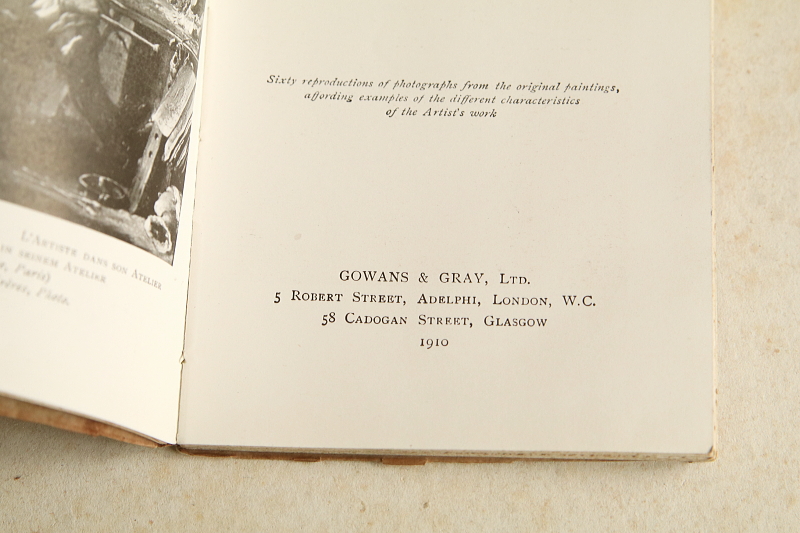 L'Artiste dans son Atelier
in seinem Atelier
Paris)
Photo.
Sixty reproductions of photographs from the original paintings,
affording examples of the different characteristics
of the Artist's work
GOWANS & GRAY, Ltd.
5 Robert Street, Adelphi, London, W.C.
58 Cadogan Street, Glasgow
1910